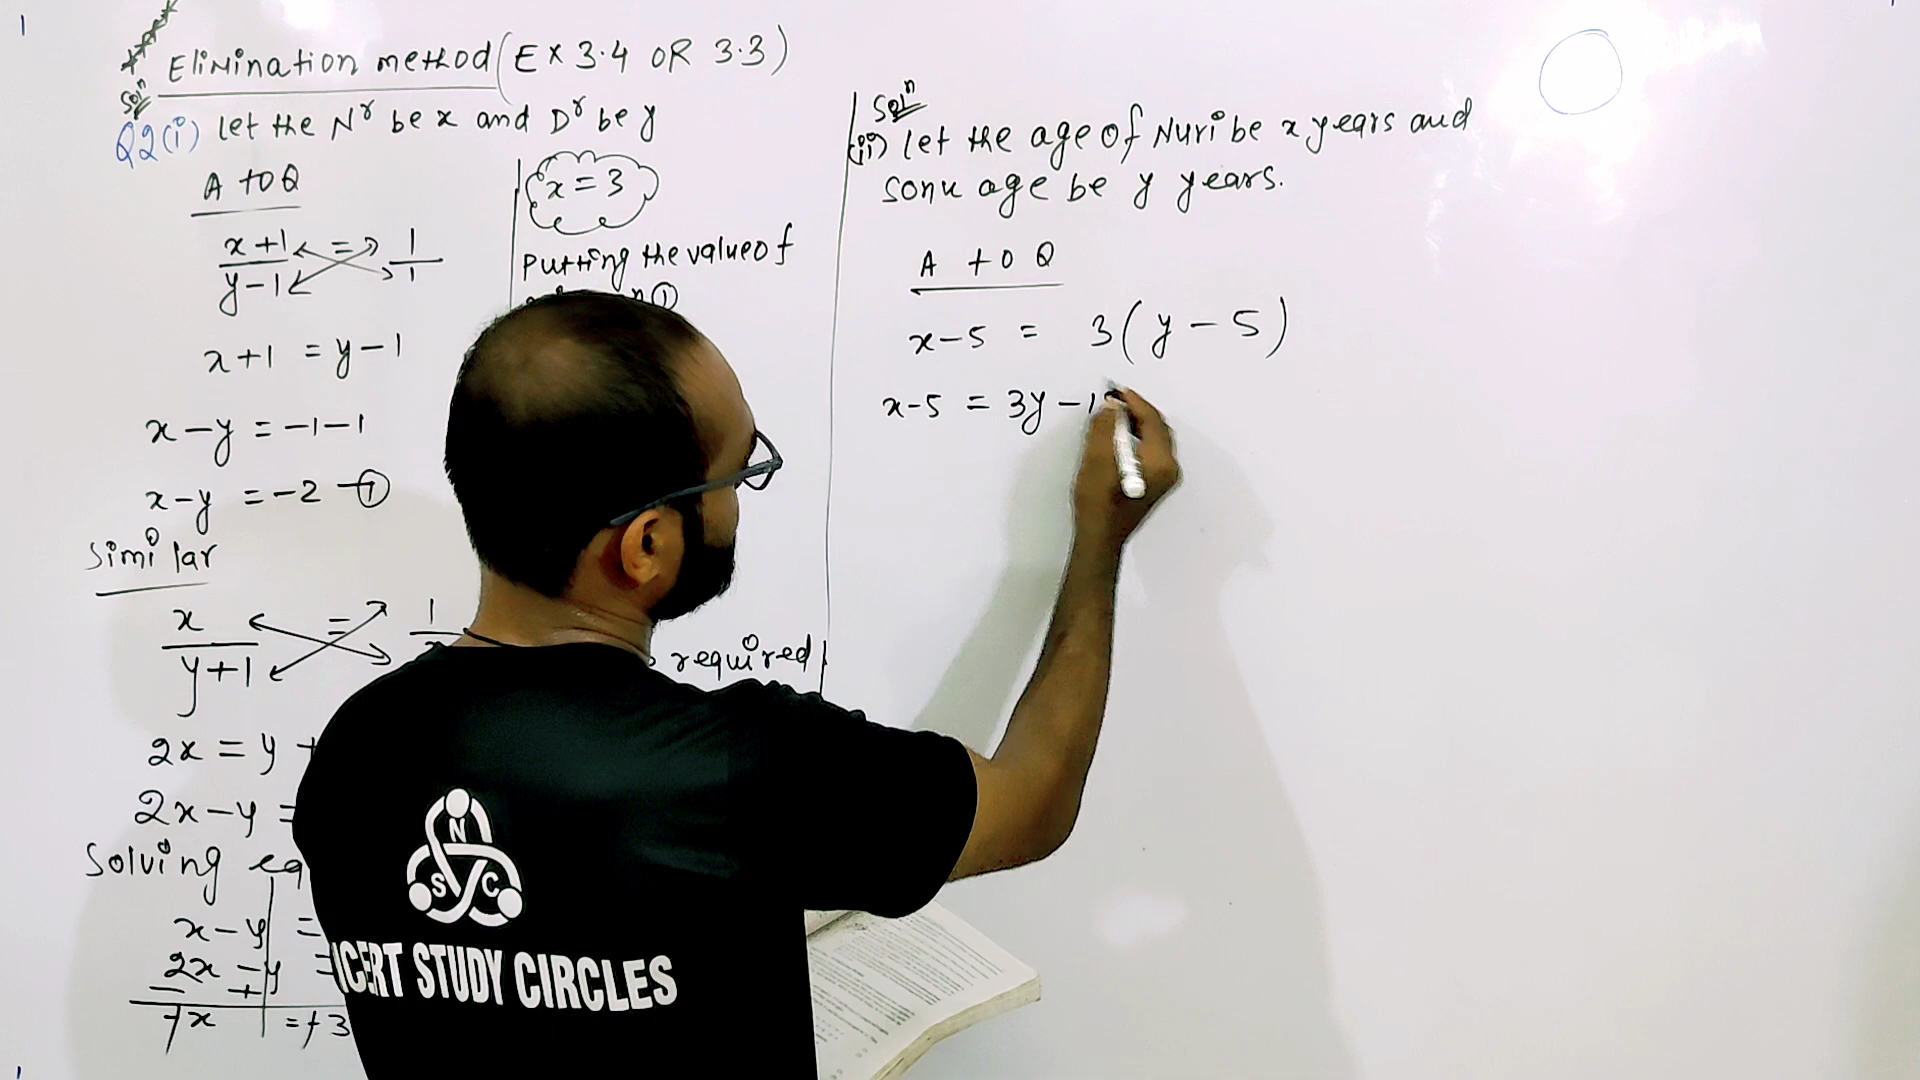 Elimination method (EX 3.4 OR 3.3)
Soln
Q2(i) Let the Nr be x and Dr be y
A to Q
x+1 = 1
y-1 1
x+1 = y-1
x-y = -1-1
x-y = -2 - ①
Similar
x = 1
y+1
2x = y +
2x-y =
Solving eq
x-y =
2x-y =
- +
+x = +3
x = 3
Putting the value of
①
required
Soln
(ii) Let the age of Nuri be x years and
Sonu age be y years.
A to Q
x-5 = 3(y-5)
x-5 = 3y-1
N
S C
NCERT STUDY CIRCLES